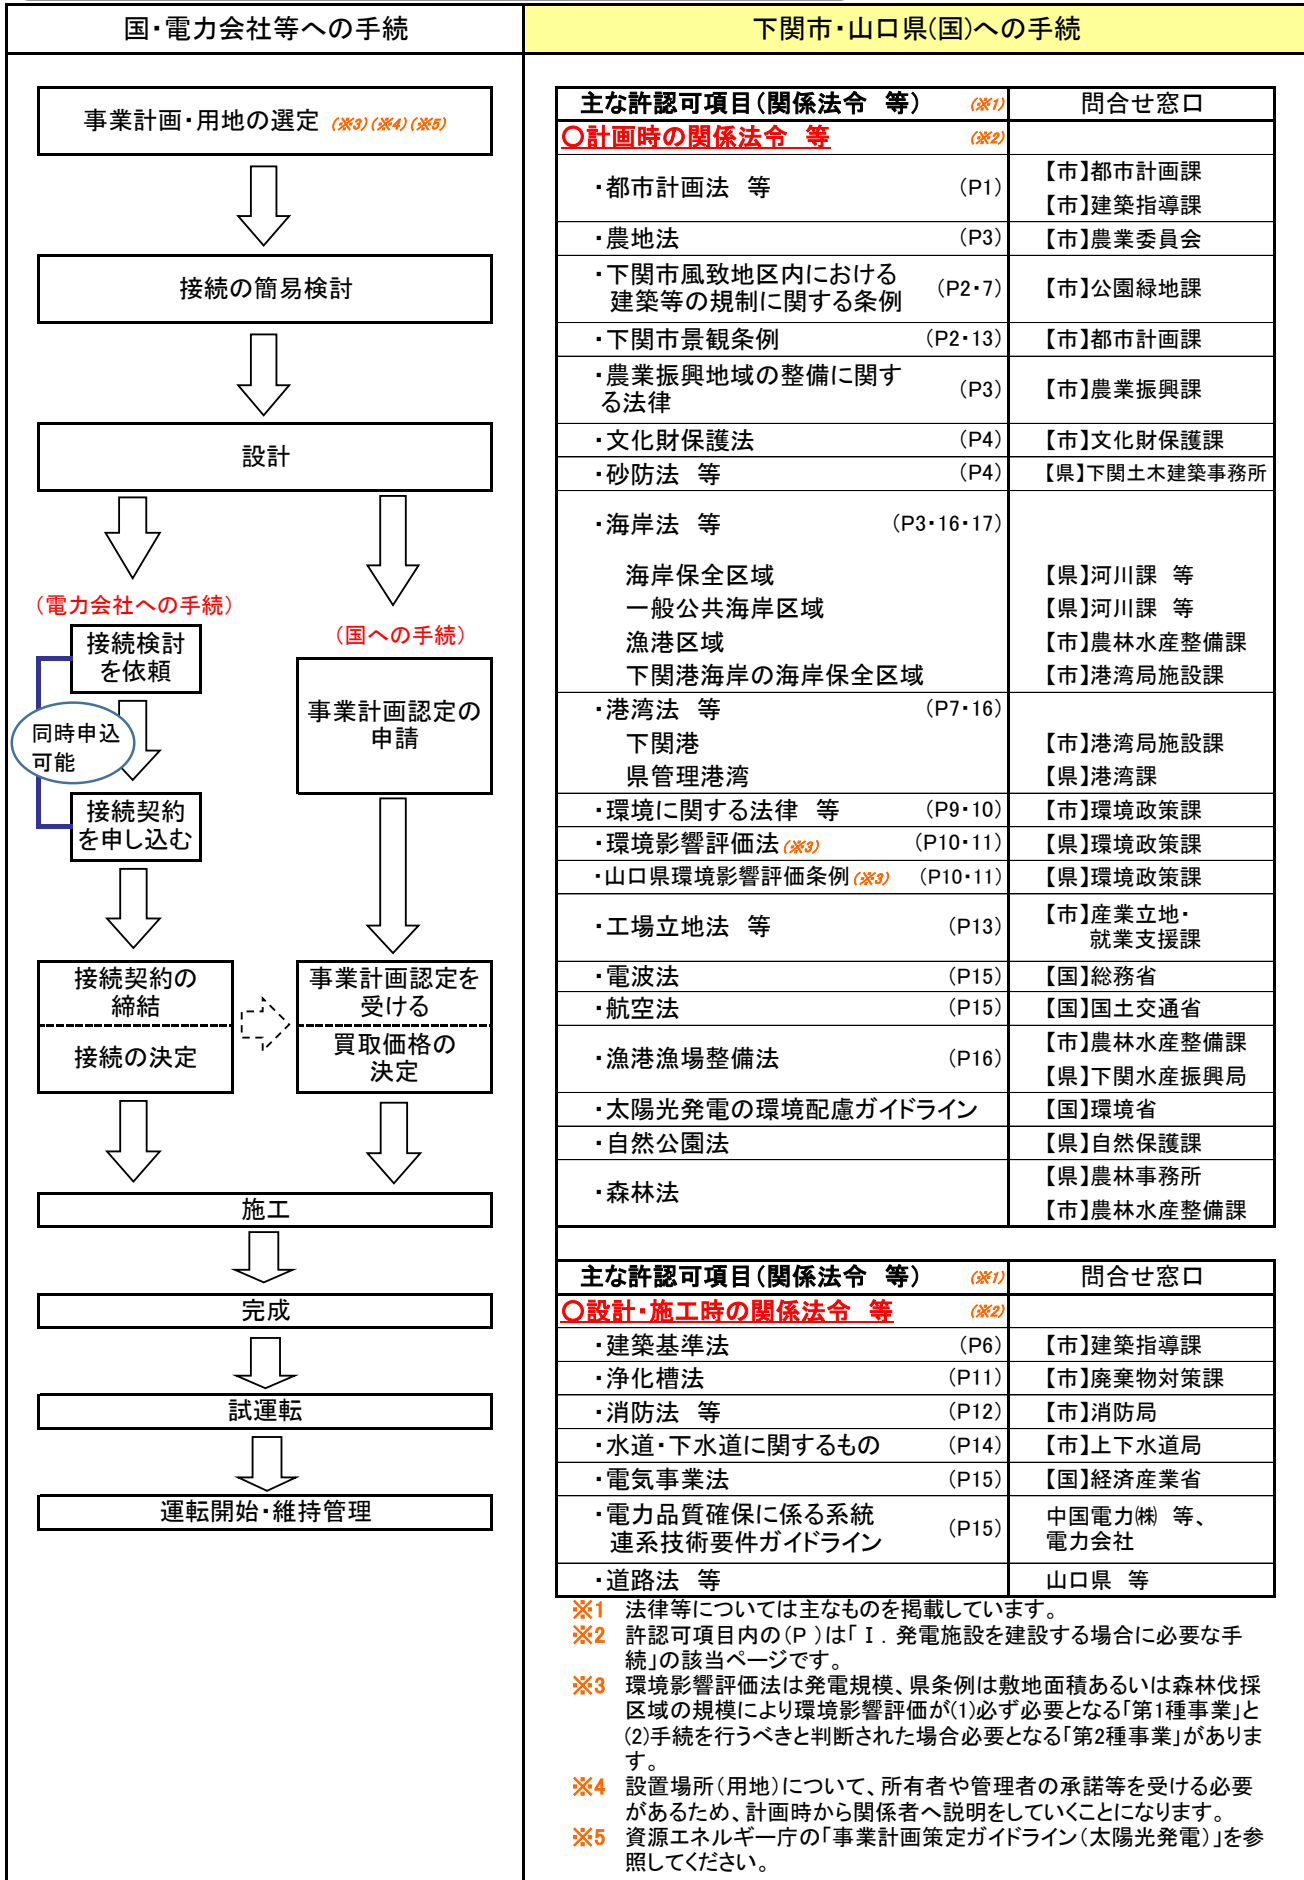 国・電力会社等への手続
下関市・山口県(国)への手続
事業計画・用地の選定 (※3)(※4)(※5)
接続の簡易検討
設計
(電力会社への手続)
接続検討
を依頼
同時申込
可能
接続契約
を申し込む
(国への手続)
事業計画認定の
申請
接続契約の
締結
接続の決定
事業計画認定を
受ける
買取価格の
決定
施工
完成
試運転
運転開始・維持管理
主な許認可項目(関係法令 等) (※1) 問合せ窓口
〇計画時の関係法令 等 (※2)
・都市計画法 等 (P1) 【市】都市計画課
【市】建築指導課
・農地法 (P3) 【市】農業委員会
・下関市風致地区内における
建築等の規制に関する条例 (P2・7) 【市】公園緑地課
・下関市景観条例 (P2・13) 【市】都市計画課
・農業振興地域の整備に関す
る法律 (P3) 【市】農業振興課
・文化財保護法 (P4) 【市】文化財保護課
・砂防法 等 (P4) 【県】下関土木建築事務所
・海岸法 等 (P3・16・17)
海岸保全区域 【県】河川課 等
一般公共海岸区域 【県】河川課 等
漁港区域 【市】農林水産整備課
下関港海岸の海岸保全区域 【市】港湾局施設課
・港湾法 等 (P7・16)
下関港 【市】港湾局施設課
県管理港湾 【県】港湾課
・環境に関する法律 等 (P9・10) 【市】環境政策課
・環境影響評価法(※3) (P10・11) 【県】環境政策課
・山口県環境影響評価条例(※3) (P10・11) 【県】環境政策課
・工場立地法 等 (P13) 【市】産業立地・
就業支援課
・電波法 (P15) 【国】総務省
・航空法 (P15) 【国】国土交通省
・漁港漁場整備法 (P16) 【市】農林水産整備課
【県】下関水産振興局
・太陽光発電の環境配慮ガイドライン 【国】環境省
・自然公園法 【県】自然保護課
・森林法 【県】農林事務所
【市】農林水産整備課
主な許認可項目(関係法令 等) (※1) 問合せ窓口
〇設計・施工時の関係法令 等 (※2)
・建築基準法 (P6) 【市】建築指導課
・浄化槽法 (P11) 【市】廃棄物対策課
・消防法 等 (P12) 【市】消防局
・水道・下水道に関するもの (P14) 【市】上下水道局
・電気事業法 (P15) 【国】経済産業省
・電力品質確保に係る系統
連系技術要件ガイドライン (P15) 中国電力㈱ 等、
電力会社
・道路法 等 山口県 等
※1 法律等については主なものを掲載しています。
※2 許認可項目内の(P )は「Ⅰ. 発電施設を建設する場合に必要な手
続」の該当ページです。
※3 環境影響評価法は発電規模、県条例は敷地面積あるいは森林伐採
区域の規模により環境影響評価が(1)必ず必要となる「第1種事業」と
(2)手続を行うべきと判断された場合必要となる「第2種事業」がありま
す。
※4 設置場所(用地)について、所有者や管理者の承諾等を受ける必要
があるため、計画時から関係者へ説明をしていくことになります。
※5 資源エネルギー庁の「事業計画策定ガイドライン(太陽光発電)」を参
照してください。